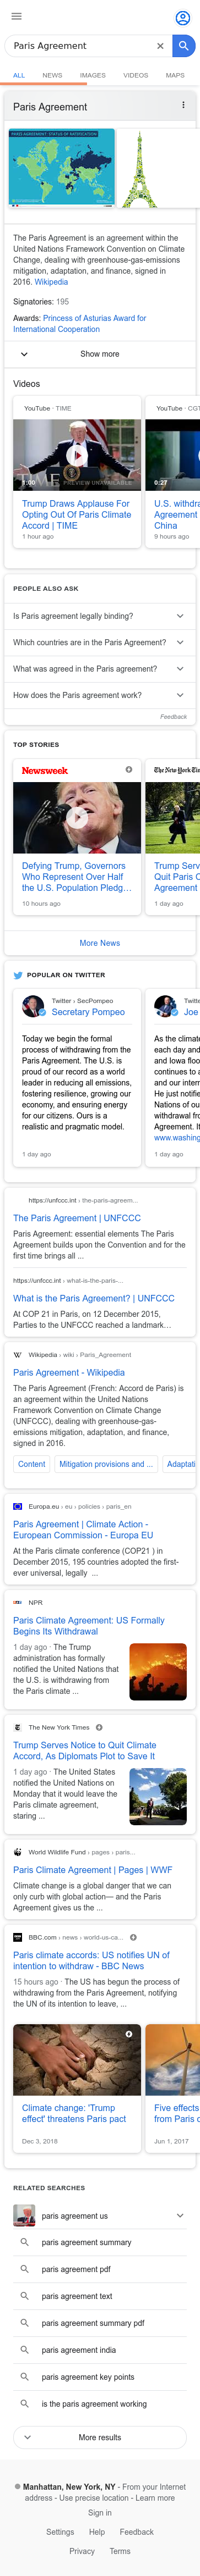 Paris Agreement
ALL NEWS IMAGES VIDEOS MAPS
Paris Agreement
PARIS AGREEMENT: STATUS OF RATIFICATION
The Paris Agreement is an agreement within the
United Nations Framework Convention on Climate
Change, dealing with greenhouse-gas-emissions
mitigation, adaptation, and finance, signed in
2016. Wikipedia
Signatories: 195
Awards: Princess of Asturias Award for
International Cooperation
Show more
Videos
YouTube · TIME
1:00
PREVIEW UNAVAILABLE
Trump Draws Applause For
Opting Out Of Paris Climate
Accord | TIME
1 hour ago
YouTube · CGT
0:27
U.S. withdra
Agreement
China
9 hours ago
PEOPLE ALSO ASK
Is Paris agreement legally binding?
Which countries are in the Paris Agreement?
What was agreed in the Paris agreement?
How does the Paris agreement work?
Feedback
TOP STORIES
Newsweek
Defying Trump, Governors
Who Represent Over Half
the U.S. Population Pledg...
10 hours ago
The New York Tim
Trump Serv
Quit Paris C
Agreement
1 day ago
More News
POPULAR ON TWITTER
Twitter › SecPompeo
Secretary Pompeo
Today we begin the formal
process of withdrawing from the
Paris Agreement. The U.S. is
proud of our record as a world
leader in reducing all emissions,
fostering resilience, growing our
economy, and ensuring energy
for our citizens. Ours is a
realistic and pragmatic model.
1 day ago
Twitte
Joe
As the climate
each day and
and Iowa floo
continues to a
and our intern
He just notifie
Nations of ou
withdrawal fro
Agreement. I
www.washing
1 day ago
https://unfccc.int › the-paris-agreem...
The Paris Agreement | UNFCCC
Paris Agreement: essential elements The Paris
Agreement builds upon the Convention and for the
first time brings all ...
https://unfccc.int › what-is-the-paris-...
What is the Paris Agreement? | UNFCCC
At COP 21 in Paris, on 12 December 2015,
Parties to the UNFCCC reached a landmark...
W Wikipedia › wiki › Paris_Agreement
Paris Agreement - Wikipedia
The Paris Agreement (French: Accord de Paris) is
an agreement within the United Nations
Framework Convention on Climate Change
(UNFCCC), dealing with greenhouse-gas-
emissions mitigation, adaptation, and finance,
signed in 2016.
Content Mitigation provisions and ... Adaptati
Europa.eu › eu › policies › paris_en
Paris Agreement | Climate Action -
European Commission - Europa EU
At the Paris climate conference (COP21 ) in
December 2015, 195 countries adopted the first-
ever universal, legally ...
NPR
Paris Climate Agreement: US Formally
Begins Its Withdrawal
1 day ago · The Trump
administration has formally
notified the United Nations that
the U.S. is withdrawing from
the Paris climate ...
The New York Times
Trump Serves Notice to Quit Climate
Accord, As Diplomats Plot to Save It
1 day ago · The United States
notified the United Nations on
Monday that it would leave the
Paris climate agreement,
staring ...
World Wildlife Fund › pages › paris...
Paris Climate Agreement | Pages | WWF
Climate change is a global danger that we can
only curb with global action— and the Paris
Agreement gives us the ...
BBC.com › news › world-us-ca...
Paris climate accords: US notifies UN of
intention to withdraw - BBC News
15 hours ago · The US has begun the process of
withdrawing from the Paris Agreement, notifying
the UN of its intention to leave, ...
Climate change: 'Trump
effect' threatens Paris pact
Dec 3, 2018
Five effects
from Paris c
Jun 1, 2017
RELATED SEARCHES
paris agreement us
paris agreement summary
paris agreement pdf
paris agreement text
paris agreement summary pdf
paris agreement india
paris agreement key points
is the paris agreement working
More results
Manhattan, New York, NY - From your Internet
address - Use precise location - Learn more
Sign in
Settings Help Feedback
Privacy Terms